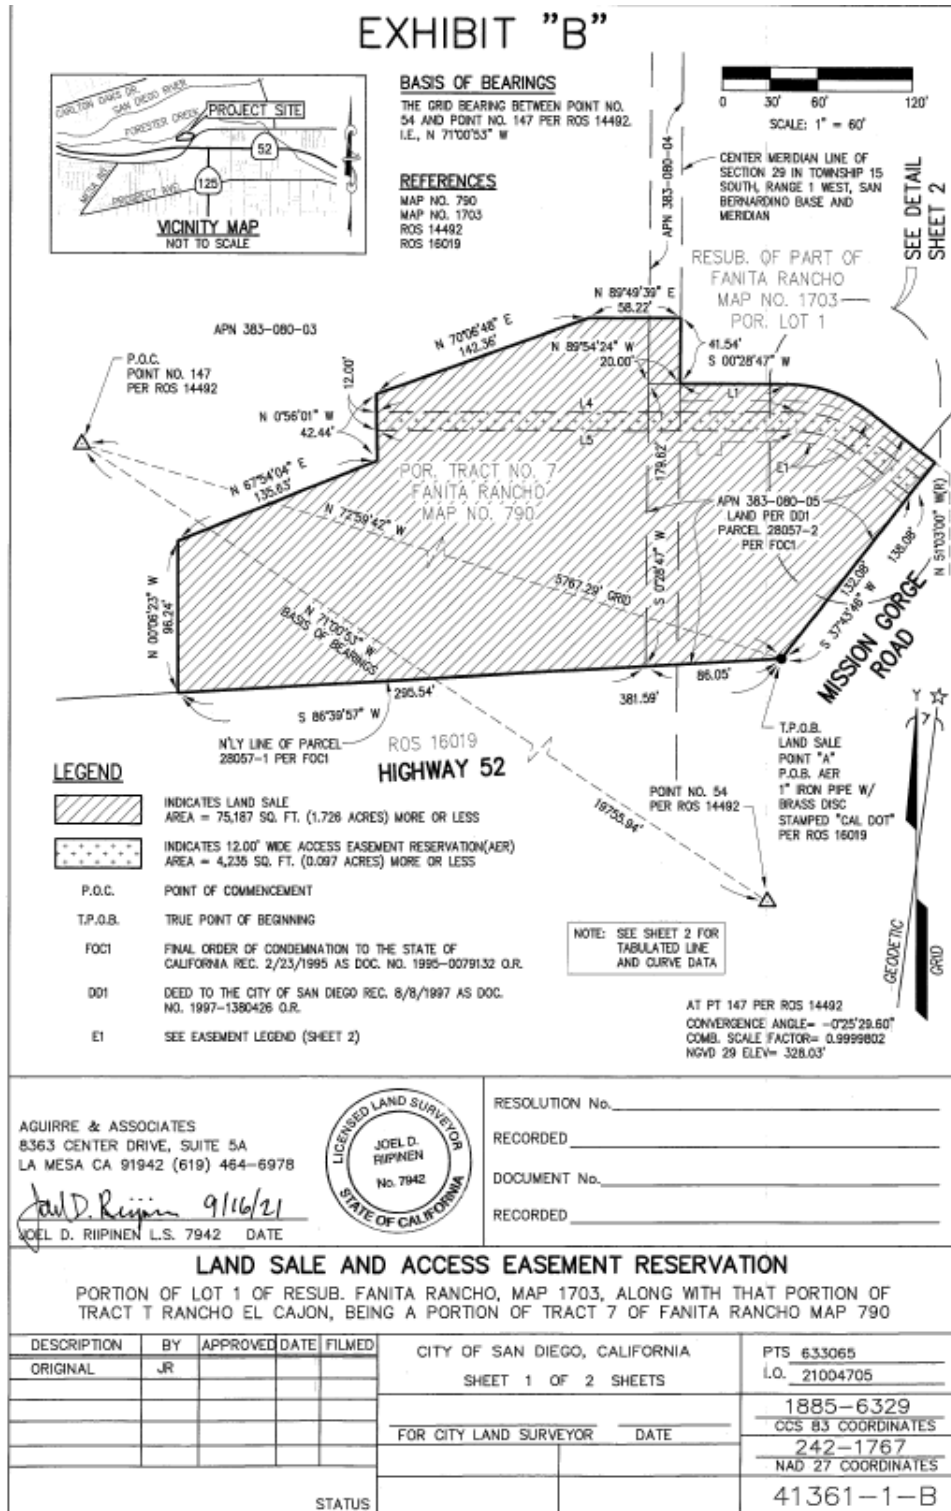 EXHIBIT "B"
CARLTON OAKS DR.
SAN DIEGO RIVER
FORESTER CREEK
PROJECT SITE
52
125
MESA RD.
PROSPECT AVE
VICINITY MAP
NOT TO SCALE
BASIS OF BEARINGS
THE GRID BEARING BETWEEN POINT NO.
54 AND POINT NO. 147 PER ROS 14492.
I.E., N 71°00'53" W
REFERENCES
MAP NO. 790
MAP NO. 1703
ROS 14492
ROS 16019
APN 383-080-04
0 30' 60' 120'
SCALE: 1" = 60'
CENTER MERIDIAN LINE OF
SECTION 29 IN TOWNSHIP 15
SOUTH, RANGE 1 WEST, SAN
BERNARDINO BASE AND
MERIDIAN
SEE DETAIL
SHEET 2
RESUB. OF PART OF
FANITA RANCHO
MAP NO. 1703
POR. LOT 1
APN 383-080-03
P.O.C.
POINT NO. 147
PER ROS 14492
N 70°06'48" E
142.36'
N 89°49'39" E
58.22'
N 89°54'24" W
20.00'
41.54'
S 00°28'47" W
12.00'
N 0°56'01" W
42.44'
L1
L4
L5
E1
N 67°54'04" E
135.63'
POR. TRACT NO. 7
FANITA RANCHO
MAP NO. 790
179.62'
S 0°28'47" W
N 72°59'42" W
5767.29' GRID
APN 383-080-05
LAND PER DD1
PARCEL 28057-2
PER FOC1
138.08'
132.08'
S 37°43'46" W
N 51°03'00" W(R)
MISSION GORGE
ROAD
N 00°06'23" W
96.24'
N 71°00'53" W
BASIS OF BEARINGS
295.54'
S 86°39'57" W
381.59'
86.05'
N'LY LINE OF PARCEL
28057-1 PER FOC1
ROS 16019
HIGHWAY 52
T.P.O.B.
LAND SALE
POINT "A"
P.O.B. AER
1" IRON PIPE W/
BRASS DISC
STAMPED "CAL DOT"
PER ROS 16019
POINT NO. 54
PER ROS 14492
19755.94'
LEGEND
INDICATES LAND SALE
AREA = 75,187 SQ. FT. (1.726 ACRES) MORE OR LESS
INDICATES 12.00' WIDE ACCESS EASEMENT RESERVATION(AER)
AREA = 4,235 SQ. FT. (0.097 ACRES) MORE OR LESS
P.O.C. POINT OF COMMENCEMENT
T.P.O.B. TRUE POINT OF BEGINNING
FOC1 FINAL ORDER OF CONDEMNATION TO THE STATE OF
CALIFORNIA REC. 2/23/1995 AS DOC. NO. 1995-0079132 O.R.
DD1 DEED TO THE CITY OF SAN DIEGO REC. 8/8/1997 AS DOC.
NO. 1997-1380426 O.R.
E1 SEE EASEMENT LEGEND (SHEET 2)
NOTE: SEE SHEET 2 FOR
TABULATED LINE
AND CURVE DATA
Y
GEODETIC
GRID
AT PT 147 PER ROS 14492
CONVERGENCE ANGLE= -0°25'29.60"
COMB. SCALE FACTOR= 0.9999802
NGVD 29 ELEV= 328.03'
AGUIRRE & ASSOCIATES
8363 CENTER DRIVE, SUITE 5A
LA MESA CA 91942 (619) 464-6978
Joel D. Riipinen 9/16/21
JOEL D. RIIPINEN L.S. 7942 DATE
LICENSED LAND SURVEYOR
JOEL D.
RIIPINEN
No. 7942
STATE OF CALIFORNIA
RESOLUTION No.
RECORDED
DOCUMENT No.
RECORDED
LAND SALE AND ACCESS EASEMENT RESERVATION
PORTION OF LOT 1 OF RESUB. FANITA RANCHO, MAP 1703, ALONG WITH THAT PORTION OF
TRACT T RANCHO EL CAJON, BEING A PORTION OF TRACT 7 OF FANITA RANCHO MAP 790
DESCRIPTION BY APPROVED DATE FILMED
ORIGINAL JR
STATUS
CITY OF SAN DIEGO, CALIFORNIA
SHEET 1 OF 2 SHEETS
FOR CITY LAND SURVEYOR DATE
PTS 633065
I.O. 21004705
1885-6329
CCS 83 COORDINATES
242-1767
NAD 27 COORDINATES
41361-1-B